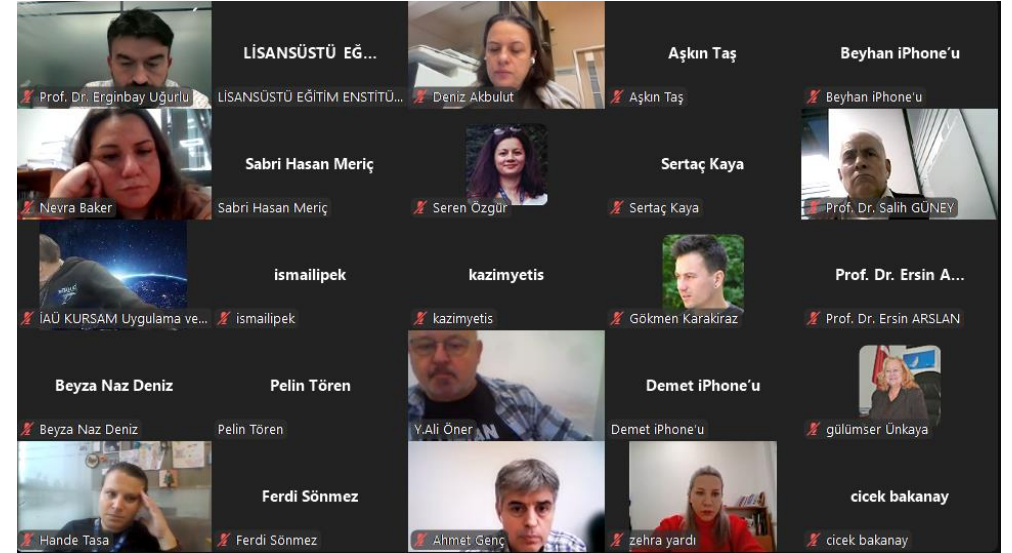 Prof. Dr. Erginbay Uğurlu
LİSANSÜSTÜ EĞ...
LİSANSÜSTÜ EĞİTİM ENSTİTÜ...
Deniz Akbulut
Aşkın Taş
Aşkın Taş
Beyhan iPhone'u
Beyhan iPhone'u
Nevra Baker
Sabri Hasan Meriç
Sabri Hasan Meriç
Seren Özgür
Sertaç Kaya
Sertaç Kaya
Prof. Dr. Salih GÜNEY
İAÜ KURSAM Uygulama ve...
ismailipek
ismailipek
kazimyetis
kazimyetis
Gökmen Karakiraz
Prof. Dr. Ersin A...
Prof. Dr. Ersin ARSLAN
Beyza Naz Deniz
Beyza Naz Deniz
Pelin Tören
Pelin Tören
Y.Ali Öner
Demet iPhone'u
Demet iPhone'u
gülümser Ünkaya
Hande Tasa
Ferdi Sönmez
Ferdi Sönmez
Ahmet Genç
zehra yardı
cicek bakanay
cicek bakanay